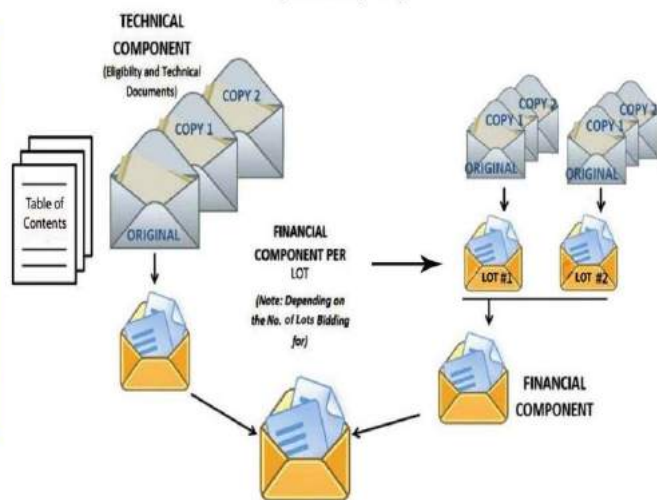 TECHNICAL
COMPONENT
(Eligibility and Technical
Documents)
COPY 2
COPY 1
ORIGINAL
Table of
Contents
FINANCIAL
COMPONENT PER
LOT
(Note: Depending on
the No. of Lots Bidding
for)
COPY 2
COPY 1
ORIGINAL
COPY 2
COPY 1
ORIGINAL
LOT #1
LOT #2
FINANCIAL
COMPONENT